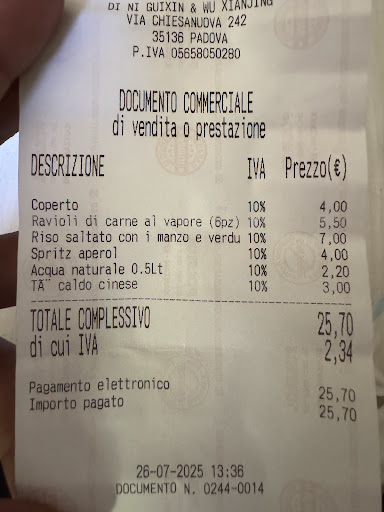 DI NI GUIXIN & WU XIANJING
VIA CHIESANUOVA 242
35136 PADOVA
P.IVA 05658050280
DOCUMENTO COMMERCIALE
di vendita o prestazione
DESCRIZIONE IVA Prezzo(€)
Coperto 10% 4,00
Ravioli di carne al vapore (6pz) 10% 5,50
Riso saltato con i manzo e verdu 10% 7,00
Spritz aperol 10% 4,00
Acqua naturale 0.5Lt 10% 2,20
TÄ¨ caldo cinese 10% 3,00
TOTALE COMPLESSIVO 25,70
di cui IVA 2,34
Pagamento elettronico 25,70
Importo pagato 25,70
26-07-2025 13:36
DOCUMENTO N. 0244-0014